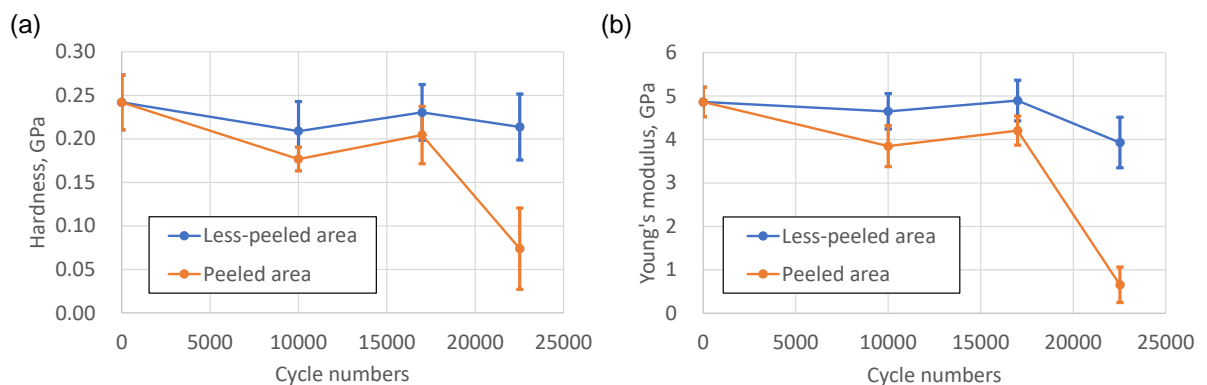 (a)
0.30
0.25
0.20
0.15
0.10
0.05
0.00
Hardness, GPa
Less-peeled area
Peeled area
0 5000 10000 15000 20000 25000
Cycle numbers
(b)
6
5
4
3
2
1
0
Young's modulus, GPa
Less-peeled area
Peeled area
0 5000 10000 15000 20000 25000
Cycle numbers